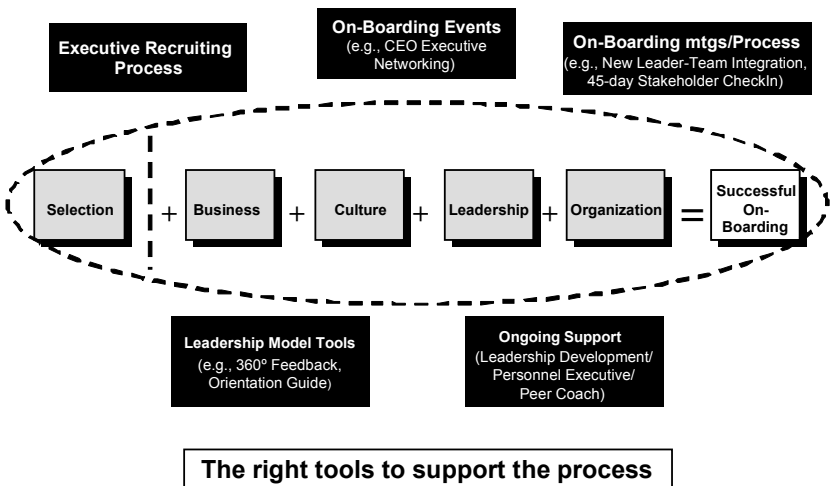 Executive Recruiting
Process
On-Boarding Events
(e.g., CEO Executive
Networking)
On-Boarding mtgs/Process
(e.g., New Leader-Team Integration,
45-day Stakeholder CheckIn)
Selection + Business + Culture + Leadership + Organization = Successful
On-
Boarding
Leadership Model Tools
(e.g., 360º Feedback,
Orientation Guide)
Ongoing Support
(Leadership Development/
Personnel Executive/
Peer Coach)
The right tools to support the process